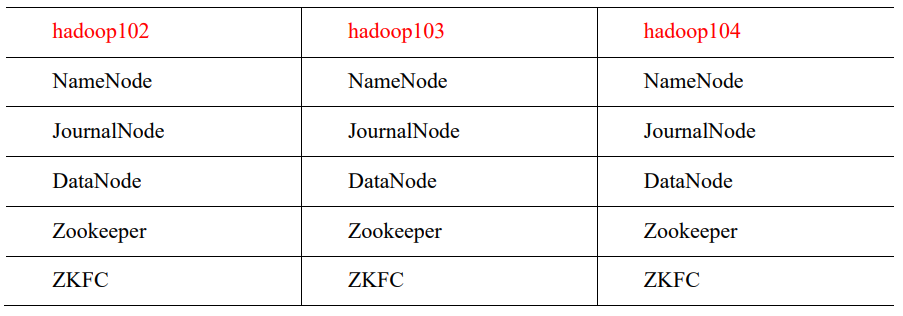 hadoop102 hadoop103 hadoop104
NameNode NameNode NameNode
JournalNode JournalNode JournalNode
DataNode DataNode DataNode
Zookeeper Zookeeper Zookeeper
ZKFC ZKFC ZKFC